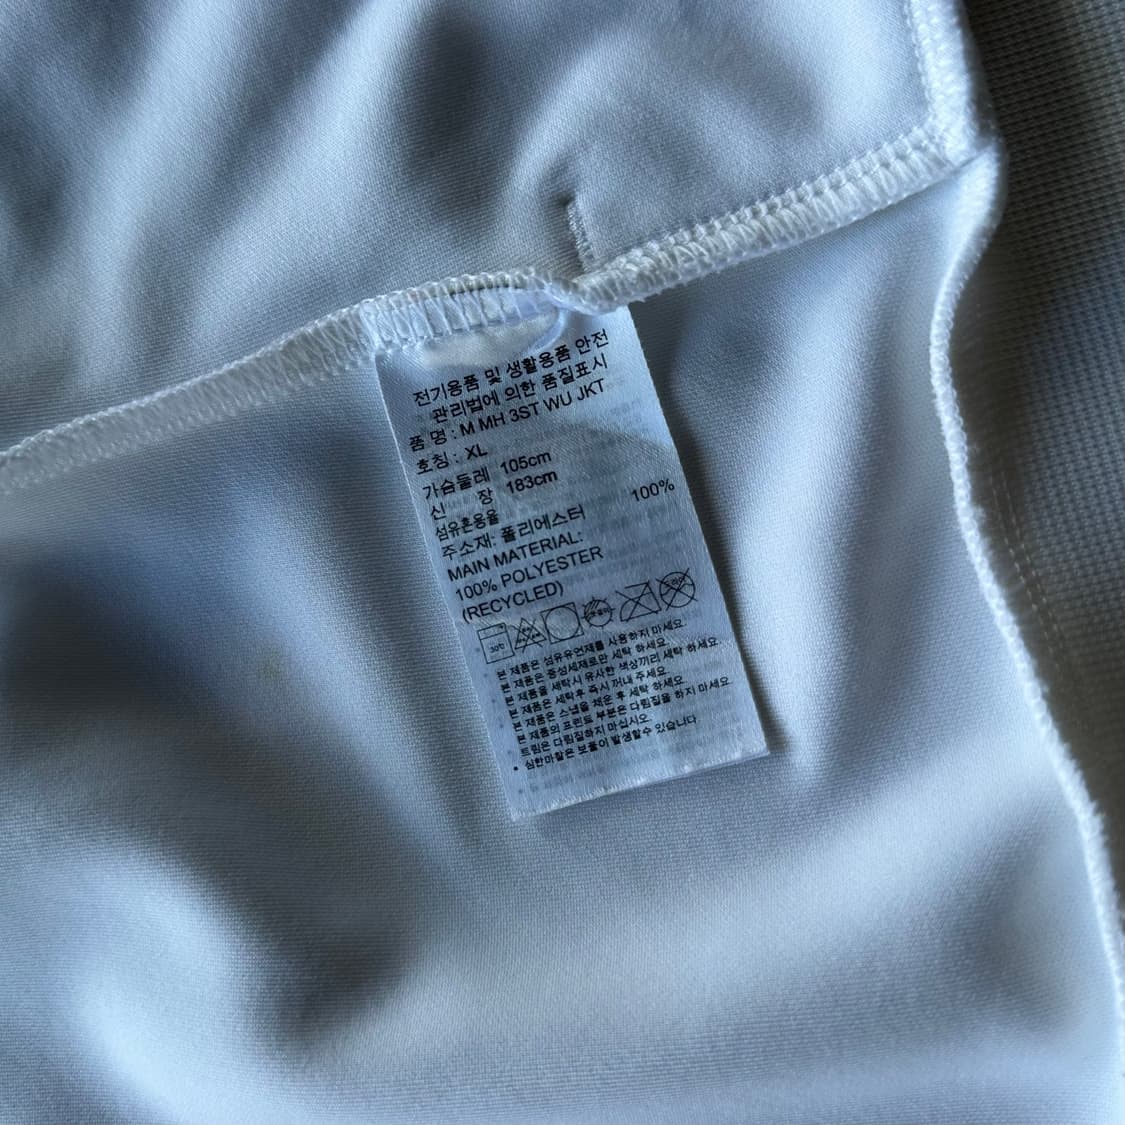 전기용품 및 생활용품 안전
관리법에 의한 품질표시
품 명 : M MH 3ST WU JKT
호칭 : XL
가슴둘레 105cm
신 장 183cm
섬유혼용율
주소재: 폴리에스터 100%
MAIN MATERIAL:
100% POLYESTER
(RECYCLED)
30℃
본 제품은 섬유유연제를 사용하지 마세요.
본 제품은 중성세제로만 세탁 하세요.
본 제품을 세탁시 유사한 색상끼리 세탁 하세요.
본 제품은 세탁후 즉시 꺼내 주세요.
본 제품은 스냅을 채운 후 세탁 하세요.
본 제품의 프린트 부분은 다림질을 하지 마세요.
트림은 다림질하지 마십시오.
• 심한마찰은 보풀이 발생할수 있습니다.